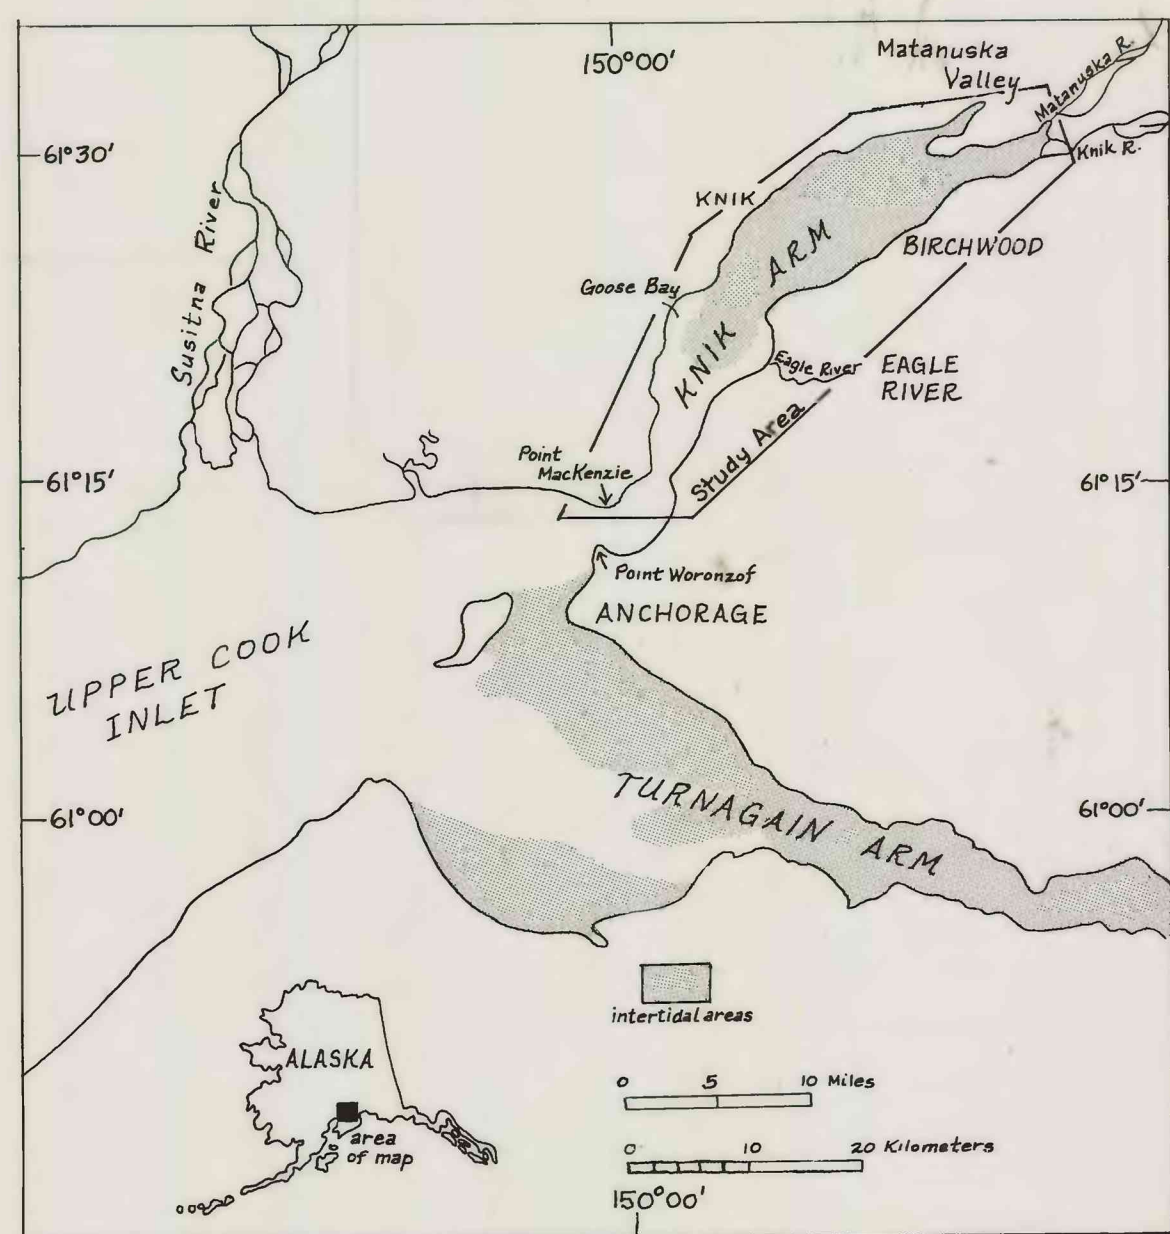 150°00'
Matanuska
Valley
Matanuska R.
61°30'
Knik R.
KNIK
Susitna River
BIRCHWOOD
Goose Bay
KNIK ARM
Eagle River
EAGLE
RIVER
Study Area
Point
MacKenzie
61°15'
61°15'
Point Woronzof
ANCHORAGE
UPPER COOK
INLET
TURNAGAIN ARM
61°00'
61°00'
intertidal areas
ALASKA
area
of map
0 5 10 Miles
0 10 20 Kilometers
150°00'